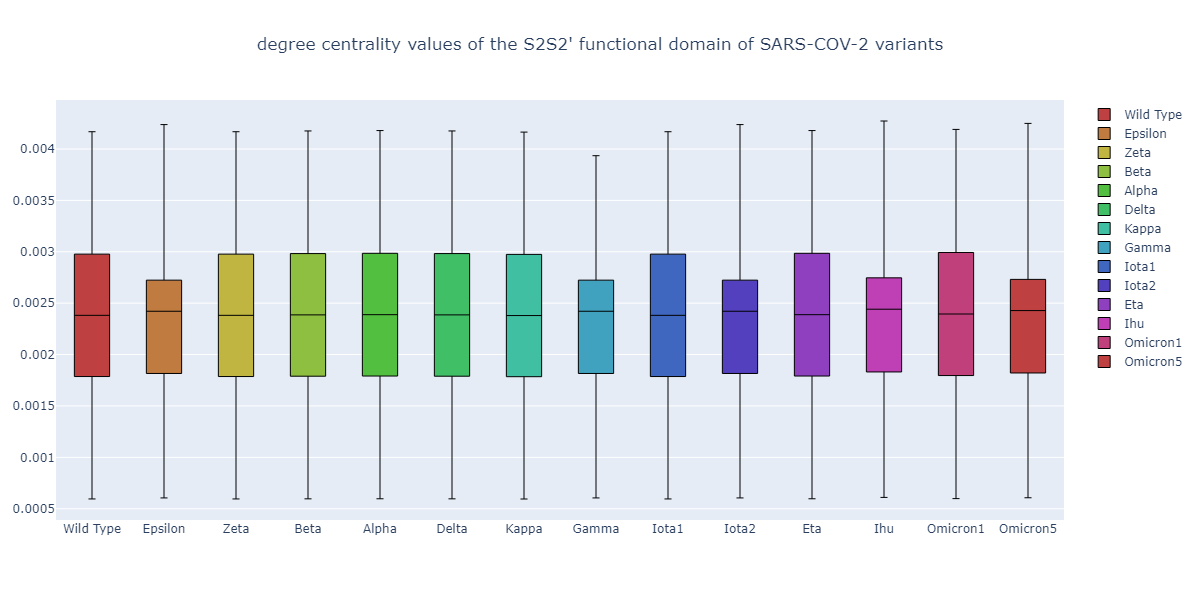 degree centrality values of the S2S2' functional domain of SARS-COV-2 variants
0.004
0.0035
0.003
0.0025
0.002
0.0015
0.001
0.0005
Wild Type Epsilon Zeta Beta Alpha Delta Kappa Gamma Iota1 Iota2 Eta Ihu Omicron1 Omicron5
Wild Type
Epsilon
Zeta
Beta
Alpha
Delta
Kappa
Gamma
Iota1
Iota2
Eta
Ihu
Omicron1
Omicron5